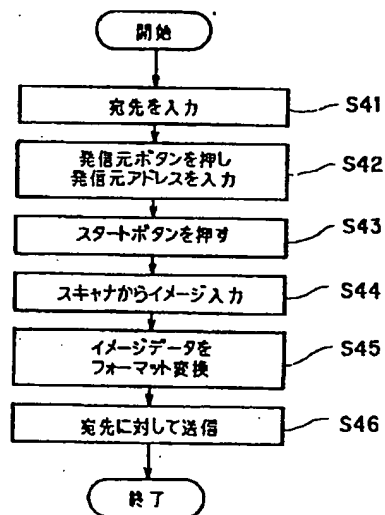 開始
宛先を入力
S41
発信元ボタンを押し
発信元アドレスを入力
S42
スタートボタンを押す
S43
スキャナからイメージ入力
S44
イメージデータを
フォーマット変換
S45
宛先に対して送信
S46
終了